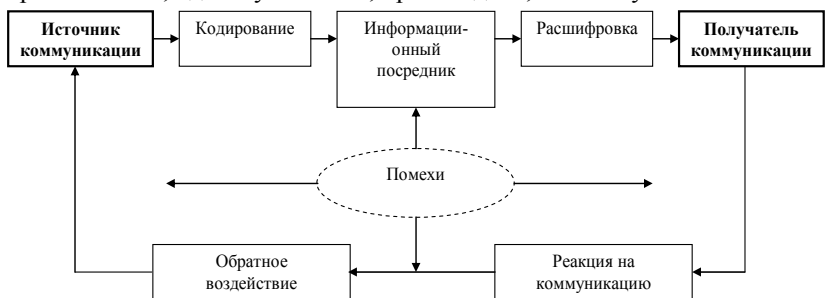 Источник
коммуникации
Кодирование
Информаци-
онный
посредник
Расшифровка
Получатель
коммуникации
Помехи
Обратное
воздействие
Реакция на
коммуникацию